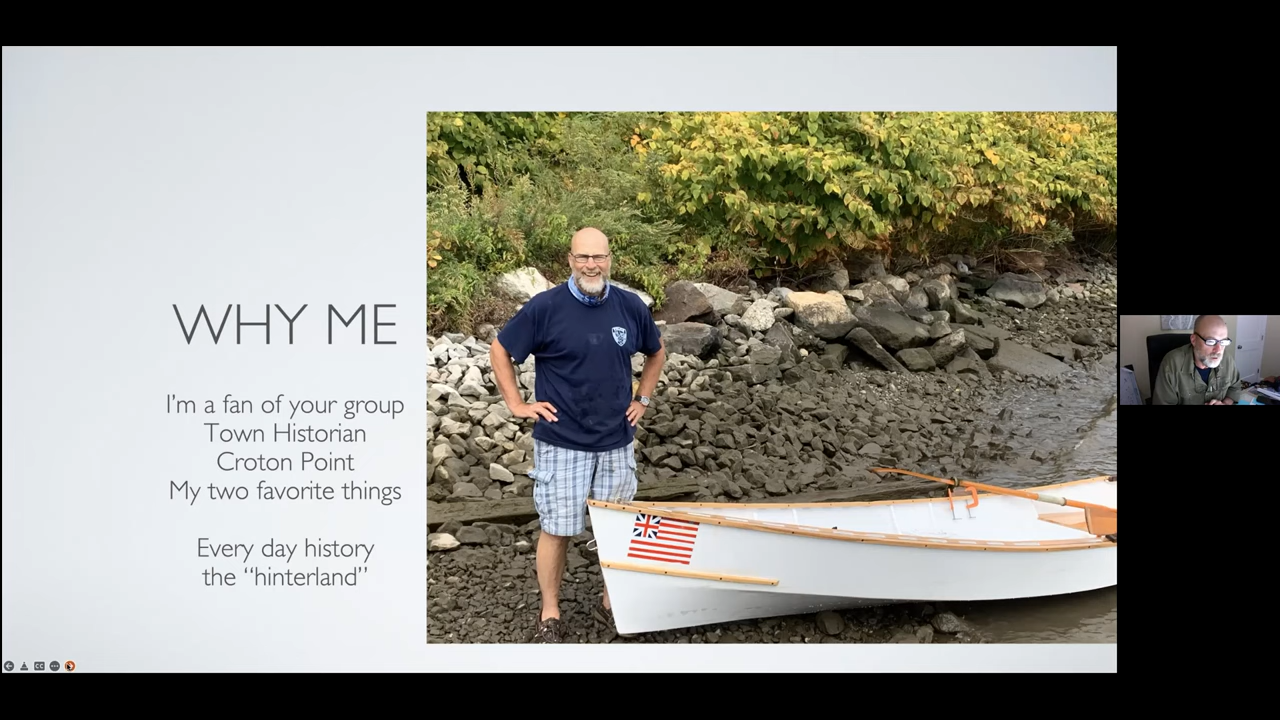 WHY ME
I'm a fan of your group
Town Historian
Croton Point
My two favorite things
Every day history
the “hinterland”